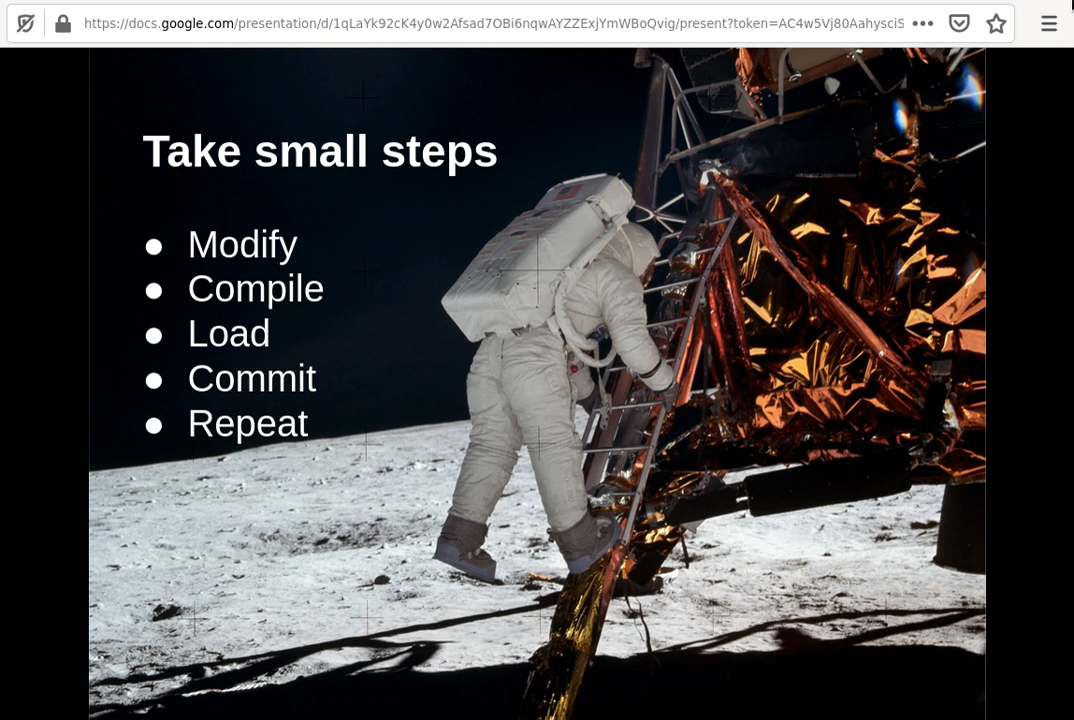 https://docs.google.com/presentation/d/1qLaYk92cK4y0w2Afsad7OBi6nqwAYZZExjYmWBoQvig/present?token=AC4w5Vj80AahysciS
Take small steps
● Modify
● Compile
● Load
● Commit
● Repeat